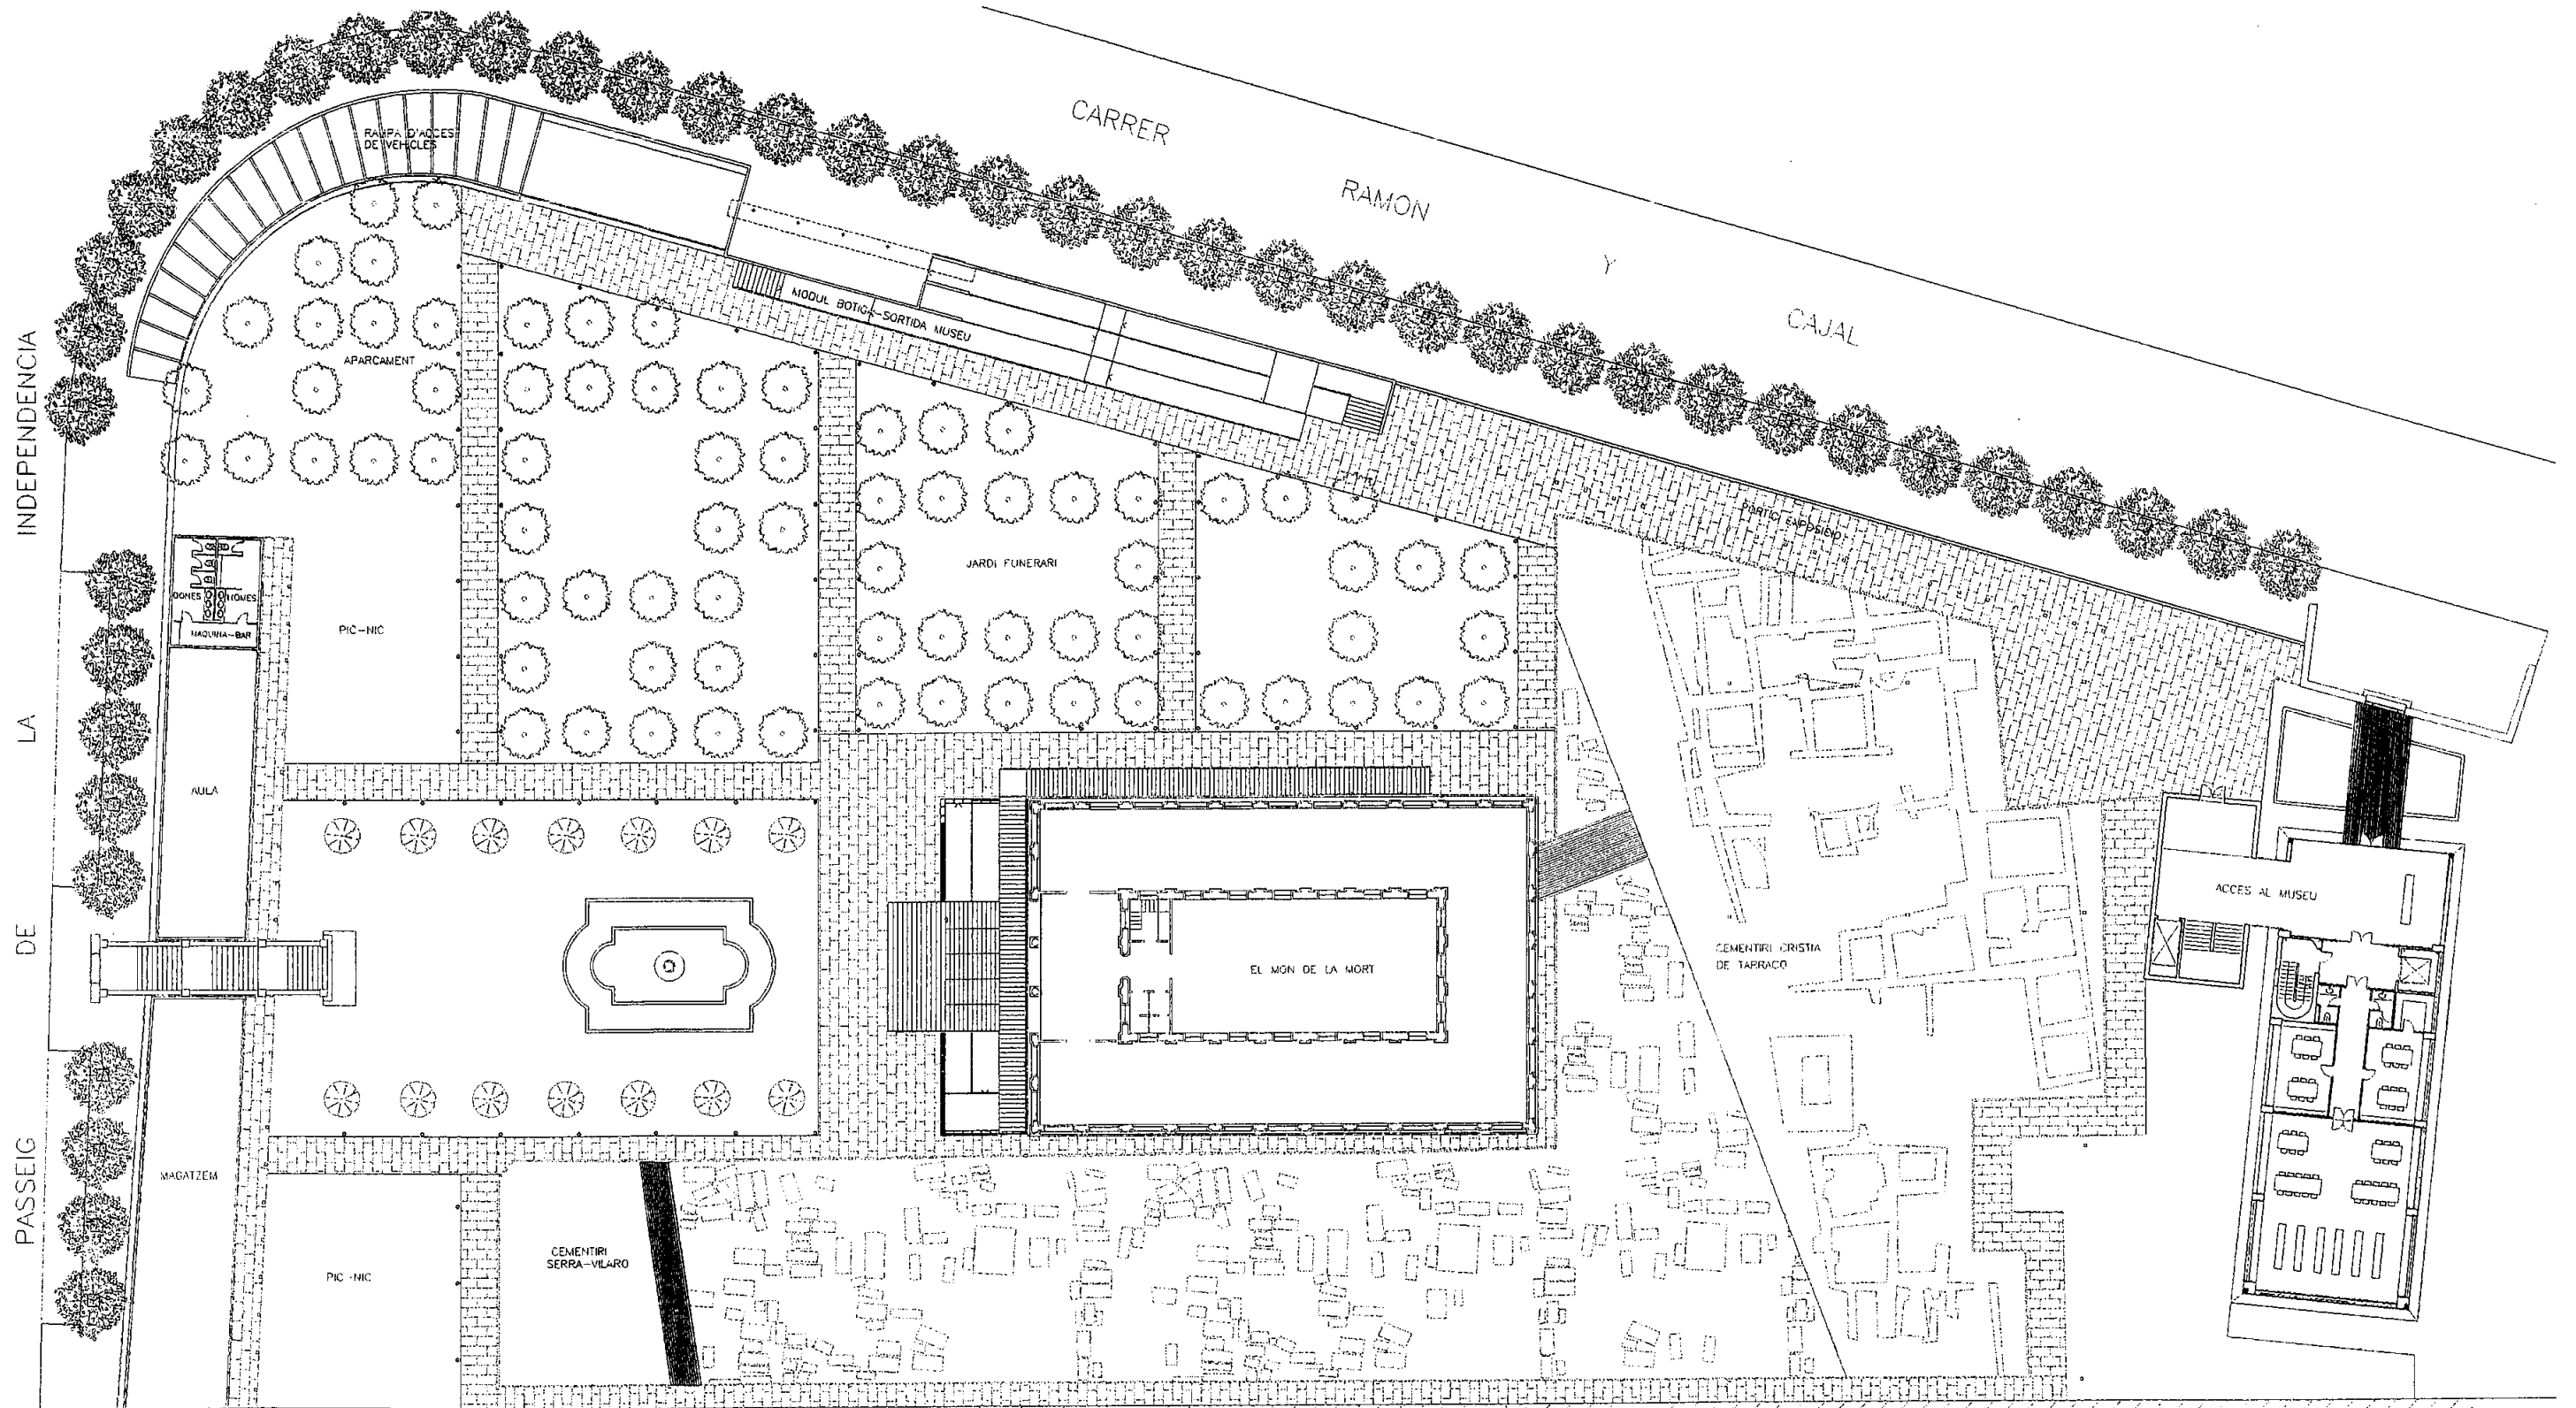 CARRER
RAMON
Y
CAJAL
RAMPA D'ACCES
DE VEHICLES
MODUL BOTIGA-SORTIDA MUSEU
APARCAMENT
PORTIC EXPOSICIO
JARDI FUNERARI
DONES
HOMES
MAQUINA-BAR
PIC-NIC
AULA
ACCES AL MUSEU
CEMENTIRI CRISTIA
DE TARRACO
EL MON DE LA MORT
MAGATZEM
CEMENTIRI
SERRA-VILARO
PIC-NIC
PASSEIG DE LA INDEPENDENCIA